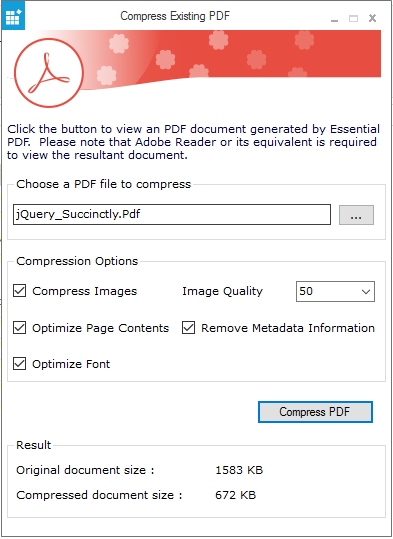 Compress Existing PDF
Click the button to view an PDF document generated by Essential
PDF. Please note that Adobe Reader or its equivalent is required
to view the resultant document.
Choose a PDF file to compress
jQuery_Succinctly.Pdf ...
Compression Options
Compress Images Image Quality 50
Optimize Page Contents Remove Metadata Information
Optimize Font
Compress PDF
Result
Original document size : 1583 KB
Compressed document size : 672 KB